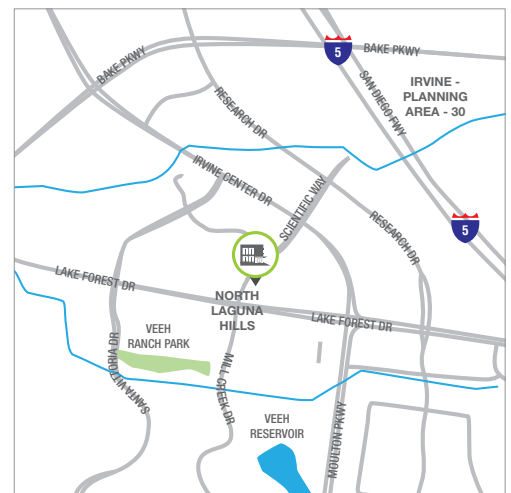 5
BAKE PKWY
BAKE PKWY
SAN DIEGO FWY
IRVINE -
PLANNING
AREA - 30
RESEARCH DR
IRVINE CENTER DR
SCIENTIFIC WAY
RESEARCH DR
5
LAKE FOREST DR
NORTH
LAGUNA
HILLS
LAKE FOREST DR
VEEH
RANCH PARK
SANTA VITTORIA DR
MILL CREEK DR
VEEH
RESERVOIR
MOULTON PKWY